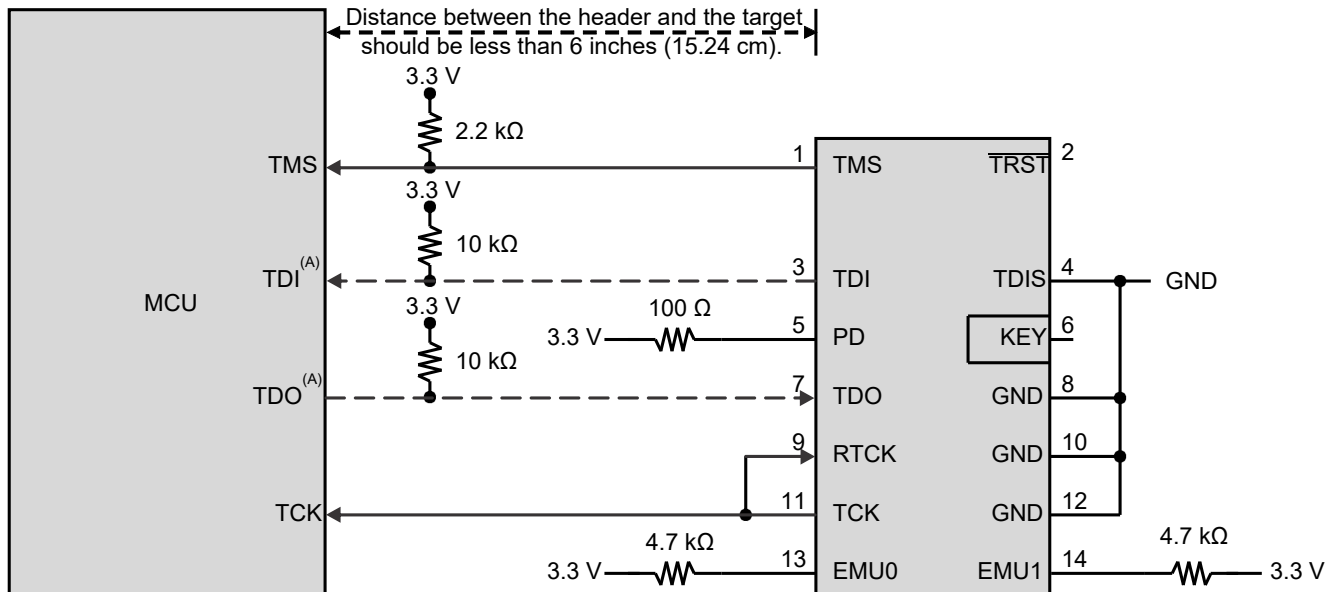 Distance between the header and the target
should be less than 6 inches (15.24 cm).
3.3 V
2.2 kΩ
TMS 1 TMS TRST 2
3.3 V
10 kΩ
TDI (A) 3 TDI TDIS 4 GND
MCU
3.3 V 100 Ω
3.3 V 5 PD KEY 6
10 kΩ
TDO (A) 7 TDO GND 8
9 RTCK GND 10
TCK 11 TCK GND 12
4.7 kΩ 4.7 kΩ
3.3 V 13 EMU0 EMU1 14 3.3 V